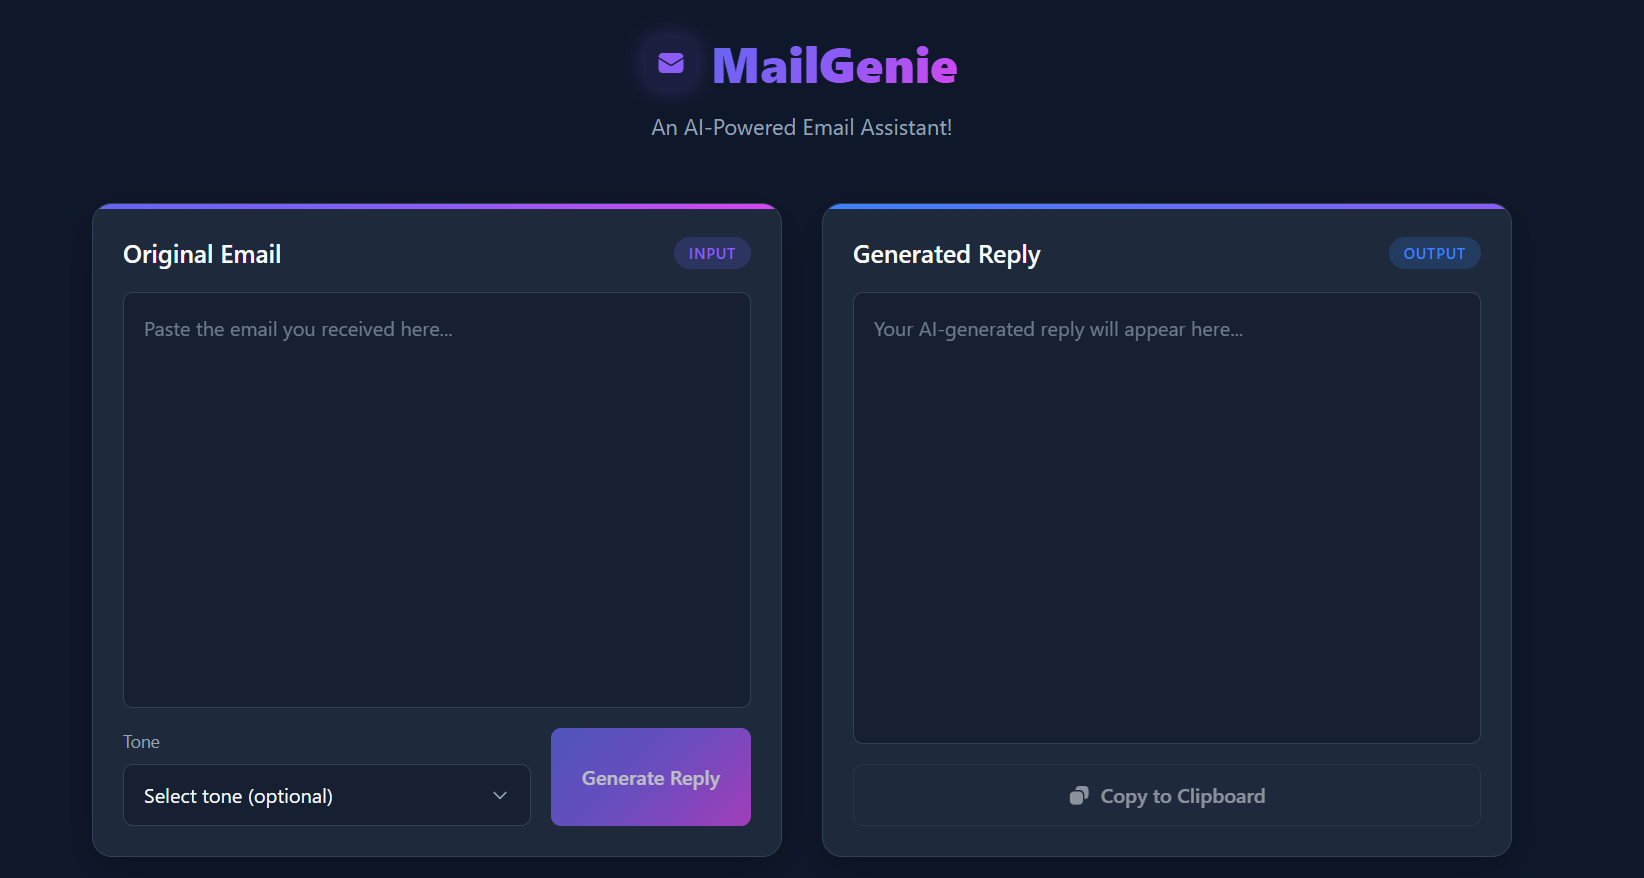 MailGenie
An AI-Powered Email Assistant!
Original Email
INPUT
Paste the email you received here...
Tone
Select tone (optional)
Generate Reply
Generated Reply
OUTPUT
Your AI-generated reply will appear here...
Copy to Clipboard